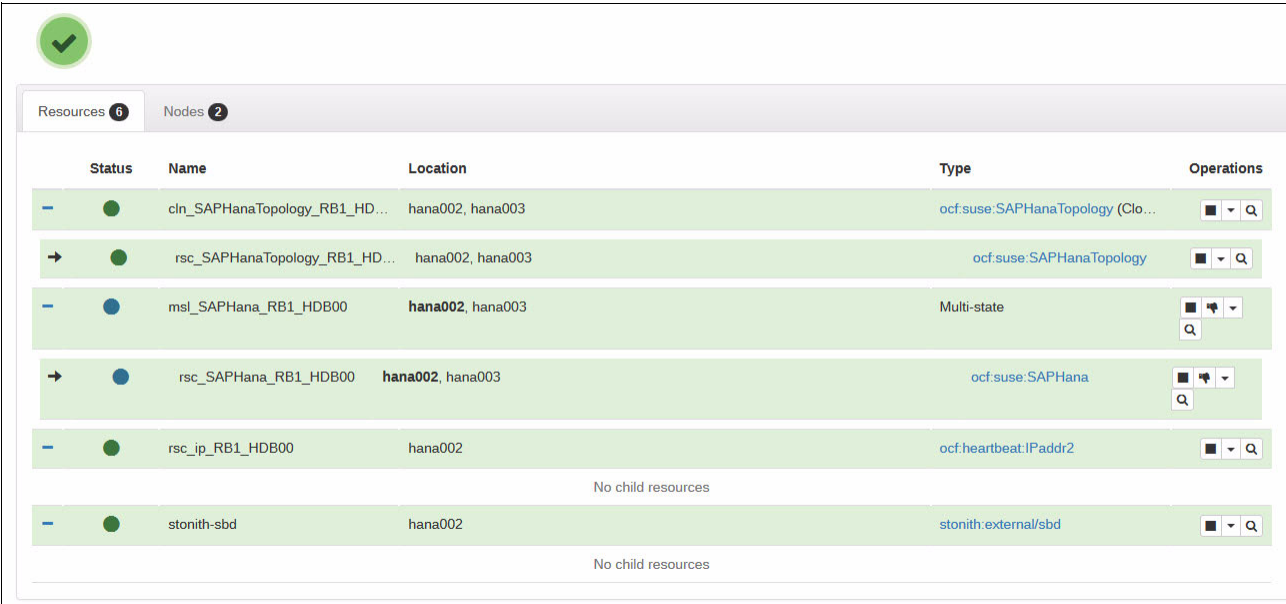 Resources 6 Nodes 2
Status Name Location Type Operations
cln_SAPHanaTopology_RB1_HD... hana002, hana003 ocf:suse:SAPHanaTopology (Clo...
rsc_SAPHanaTopology_RB1_HD... hana002, hana003 ocf:suse:SAPHanaTopology
msl_SAPHana_RB1_HDB00 hana002, hana003 Multi-state
rsc_SAPHana_RB1_HDB00 hana002, hana003 ocf:suse:SAPHana
rsc_ip_RB1_HDB00 hana002 ocf:heartbeat:IPaddr2
No child resources
stonith-sbd hana002 stonith:external/sbd
No child resources